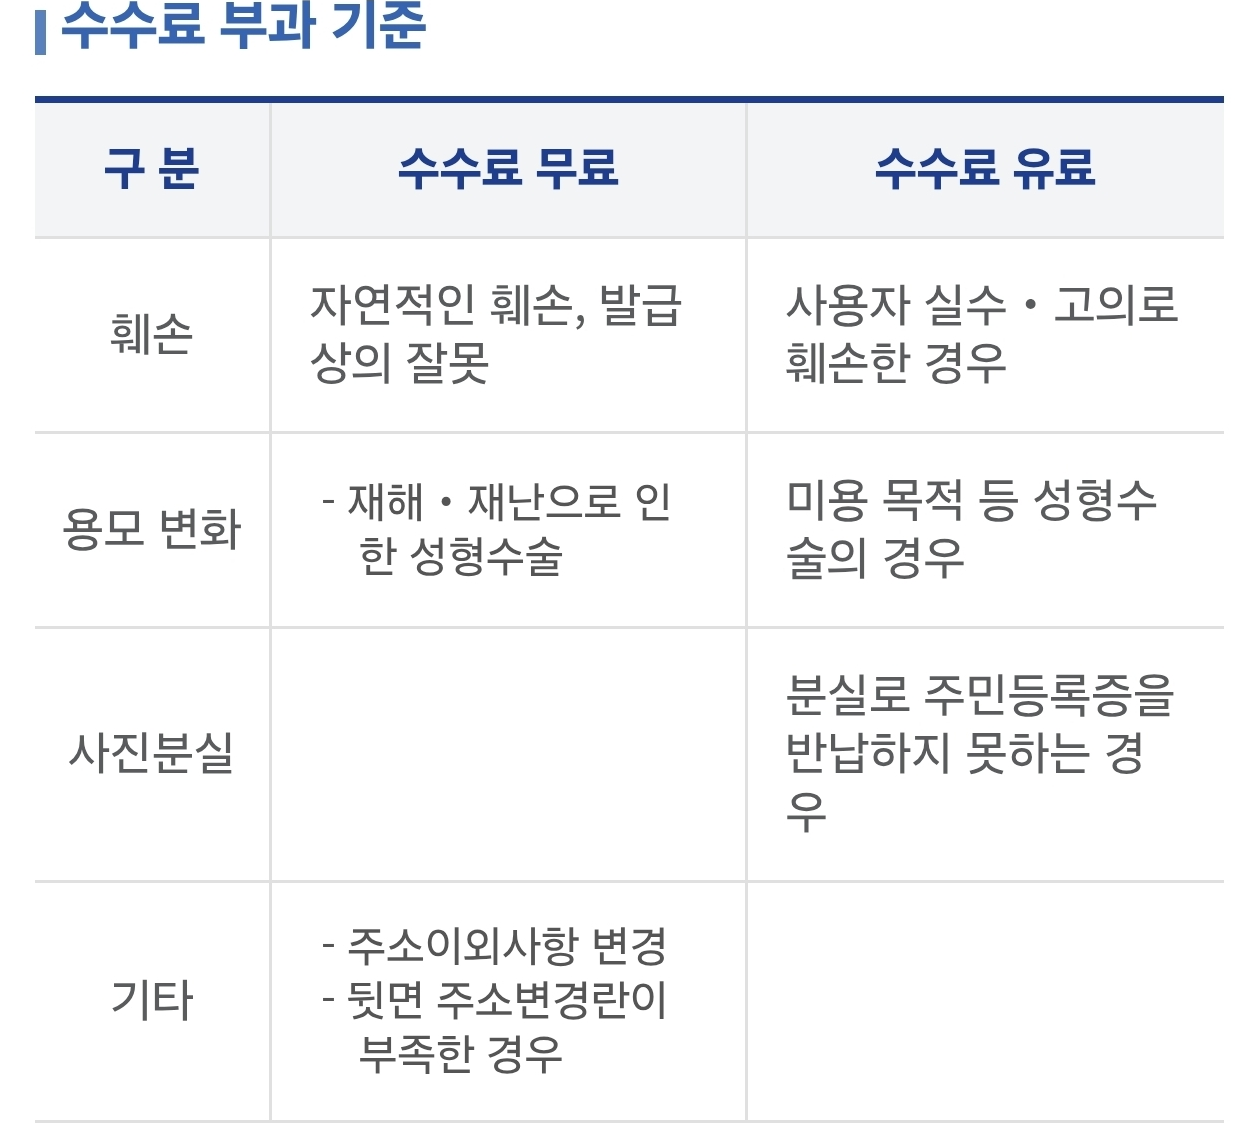 수수료 부과 기준
구 분
수수료 무료
수수료 유료
훼손
자연적인 훼손, 발급
상의 잘못
사용자 실수・고의로
훼손한 경우
용모 변화
- 재해・재난으로 인
한 성형수술
미용 목적 등 성형수
술의 경우
사진분실
분실로 주민등록증을
반납하지 못하는 경
우
기타
- 주소이외사항 변경
- 뒷면 주소변경란이
부족한 경우